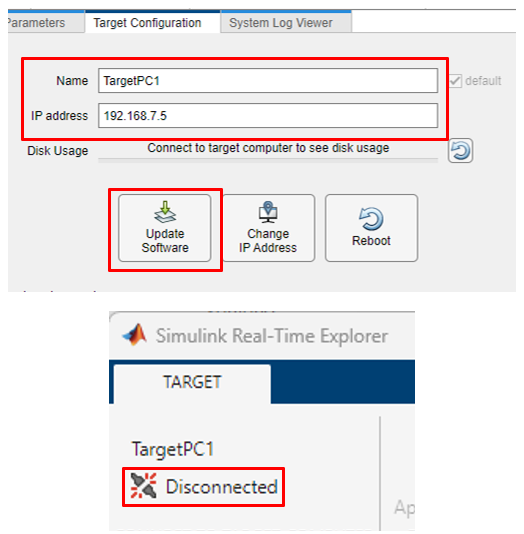 Parameters
Target Configuration
System Log Viewer
Name
TargetPC1
default
IP address
192.168.7.5
Disk Usage
Connect to target computer to see disk usage
Update
Software
Change
IP Address
Reboot
Simulink Real-Time Explorer
TARGET
TargetPC1
Disconnected
Ap